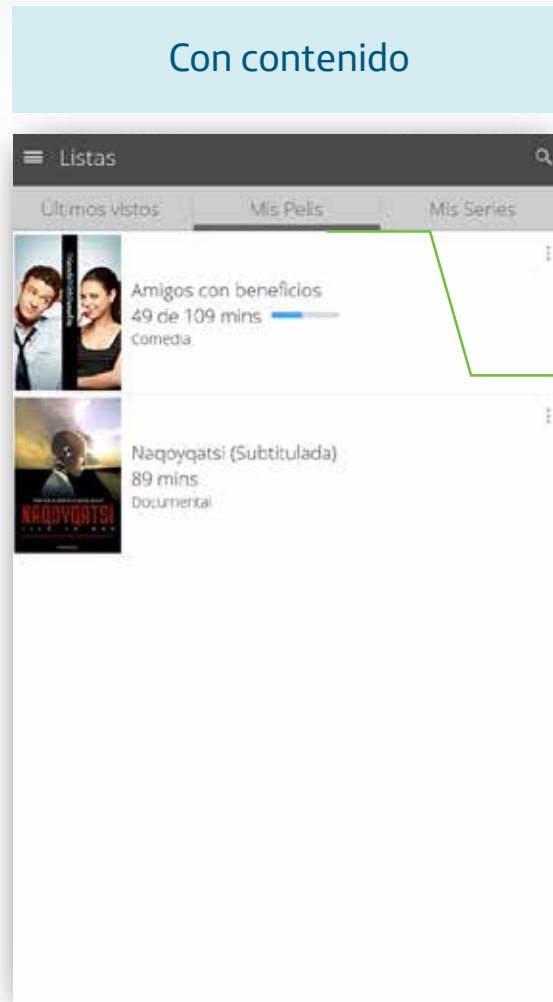 Con contenido
Listas
Últimos vistos
Mis Pelis
Mis Series
Amigos con beneficios
49 de 109 mins
Comedia
NAQOYQATSI
Naqoyqatsi (Subtitulada)
89 mins
Documental